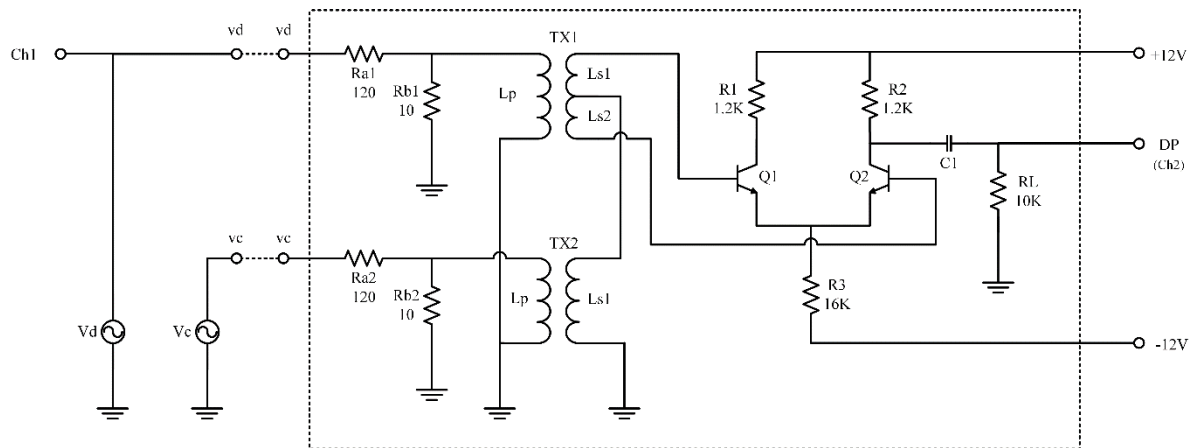 Ch1
vd
vd
Ra1
120
Rb1
10
TX1
Lp
Ls1
Ls2
R1
1.2K
R2
1.2K
+12V
C1
DP
(Ch2)
Q1
Q2
RL
10K
vc
vc
Ra2
120
Rb2
10
TX2
Lp
Ls1
R3
16K
Vd
Vc
-12V